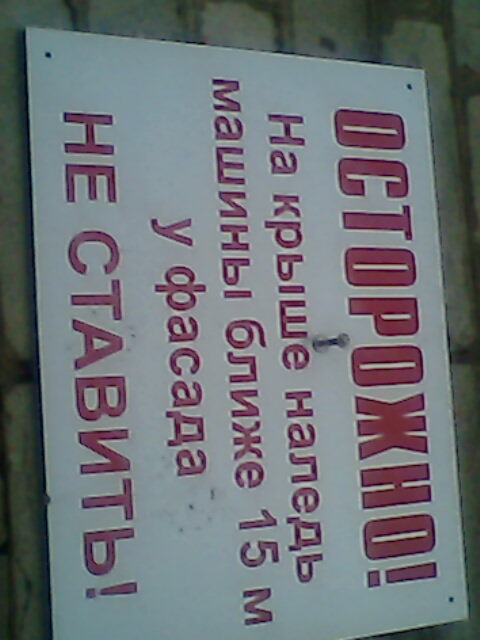 ОСТОРОЖНО!
На крыше наледь
машины ближе 15 м
у фасада
НЕ СТАВИТЬ!